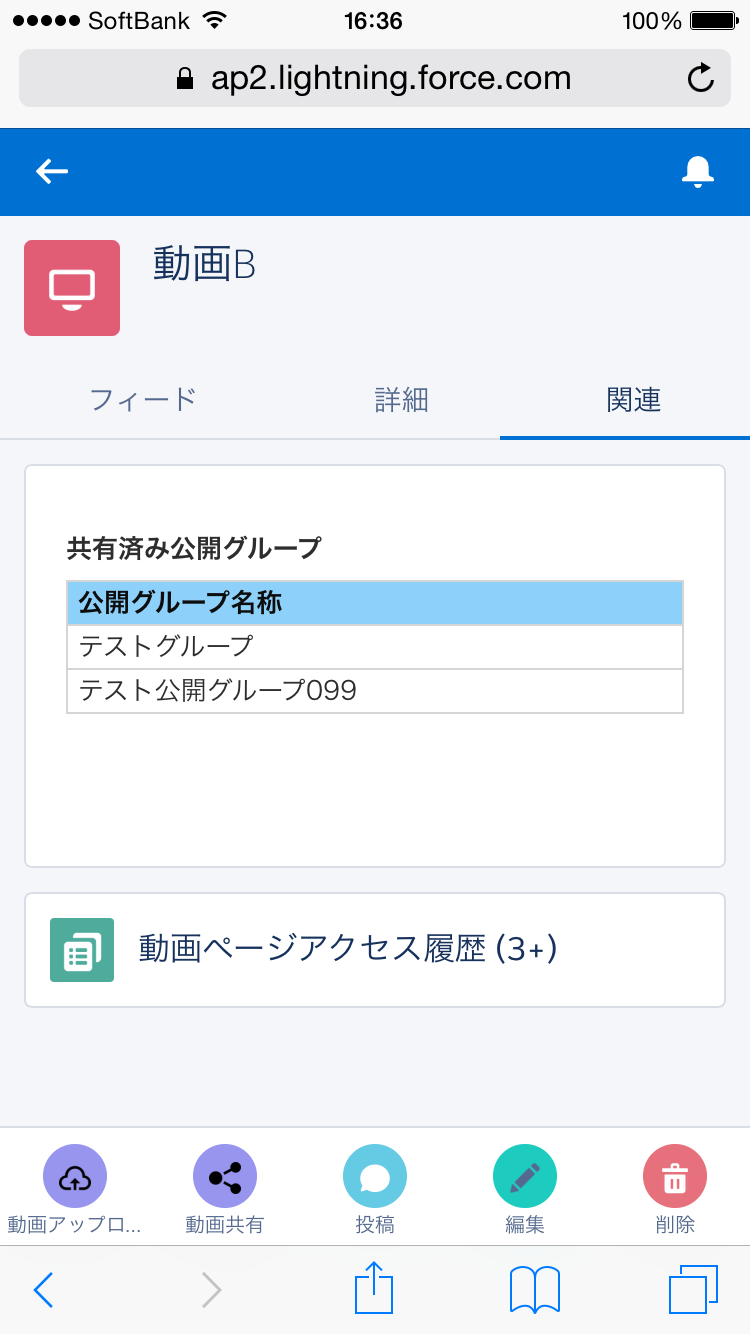 SoftBank 16:36 100%
ap2.lightning.force.com
動画B
フィード 詳細 関連
共有済み公開グループ
公開グループ名称
テストグループ
テスト公開グループ099
動画ページアクセス履歴 (3+)
動画アップロ... 動画共有 投稿 編集 削除